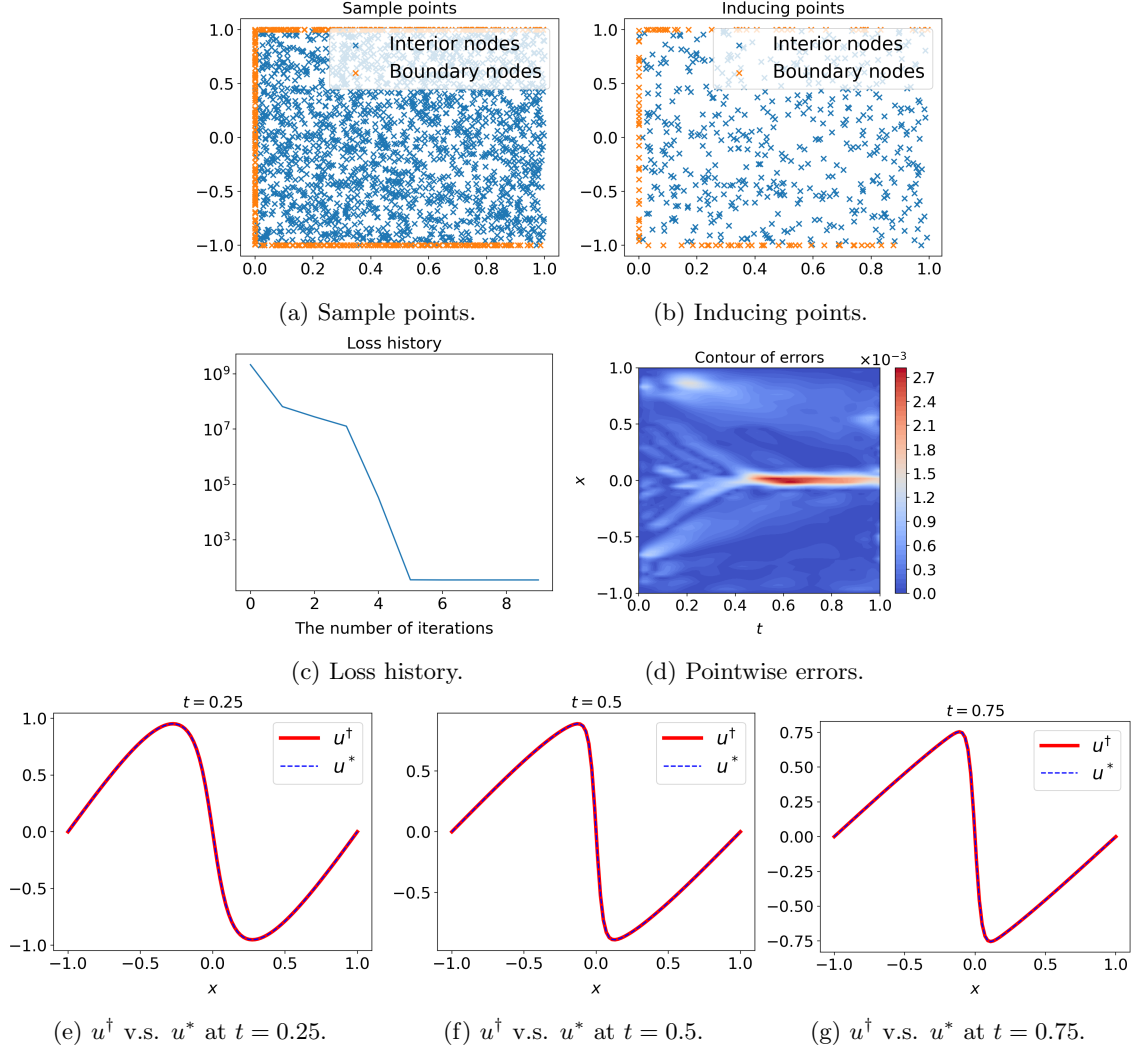 Sample points
Interior nodes
Boundary nodes
1.0
0.5
0.0
−0.5
−1.0
0.0 0.2 0.4 0.6 0.8 1.0
(a) Sample points.
Inducing points
Interior nodes
Boundary nodes
1.0
0.5
0.0
−0.5
−1.0
0.0 0.2 0.4 0.6 0.8 1.0
(b) Inducing points.
Loss history
10⁹
10⁷
10⁵
10³
0 2 4 6 8
The number of iterations
(c) Loss history.
Contour of errors
×10⁻³
1.0
0.5
0.0
−0.5
−1.0
x
0.0 0.2 0.4 0.6 0.8 1.0
t
2.7
2.4
2.1
1.8
1.5
1.2
0.9
0.6
0.3
0.0
(d) Pointwise errors.
t = 0.25
u†
u*
1.0
0.5
0.0
−0.5
−1.0
−1.0 −0.5 0.0 0.5 1.0
x
(e) u† v.s. u* at t = 0.25.
t = 0.5
u†
u*
0.5
0.0
−0.5
−1.0 −0.5 0.0 0.5 1.0
x
(f) u† v.s. u* at t = 0.5.
t = 0.75
u†
u*
0.75
0.50
0.25
0.00
−0.25
−0.50
−0.75
−1.0 −0.5 0.0 0.5 1.0
x
(g) u† v.s. u* at t = 0.75.